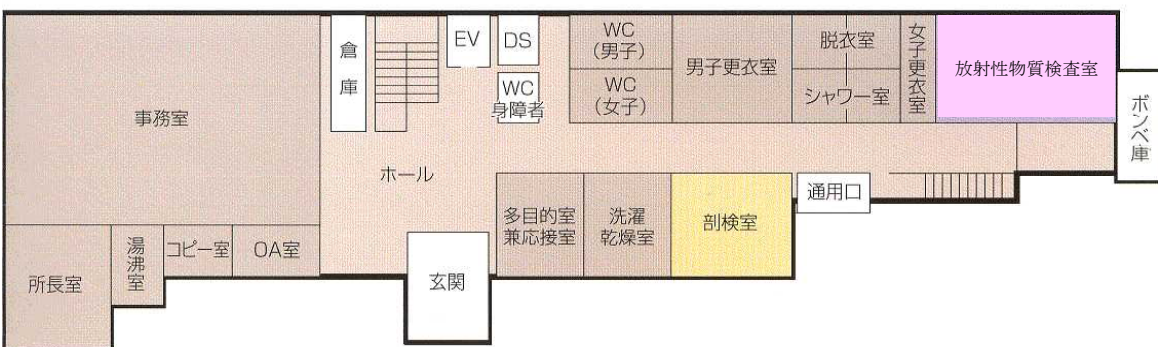 事務室
所長室
湯沸室
コピー室
OA室
倉庫
EV
DS
WC
身障者
ホール
玄関
WC
(男子)
WC
(女子)
男子更衣室
脱衣室
シャワー室
女子更衣室
放射性物質検査室
ボンベ庫
多目的室
兼応接室
洗濯
乾燥室
剖検室
通用口